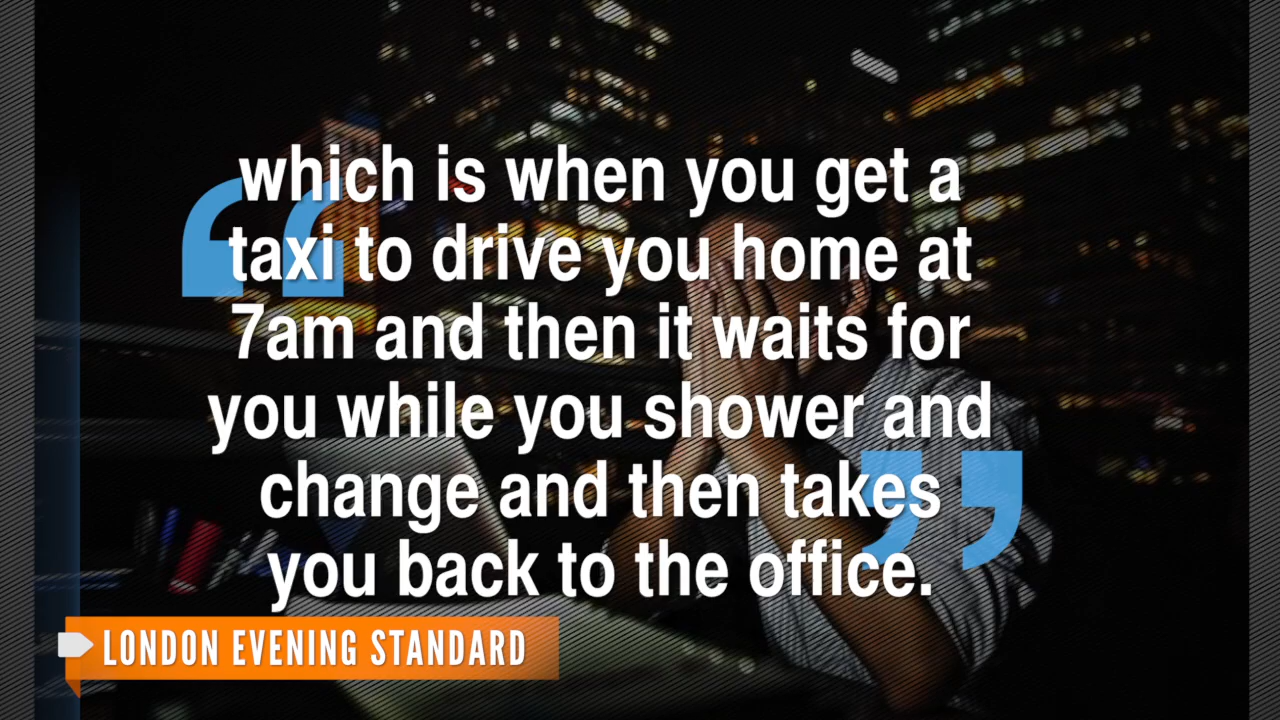 which is when you get a
taxi to drive you home at
7am and then it waits for
you while you shower and
change and then takes
you back to the office.
LONDON EVENING STANDARD